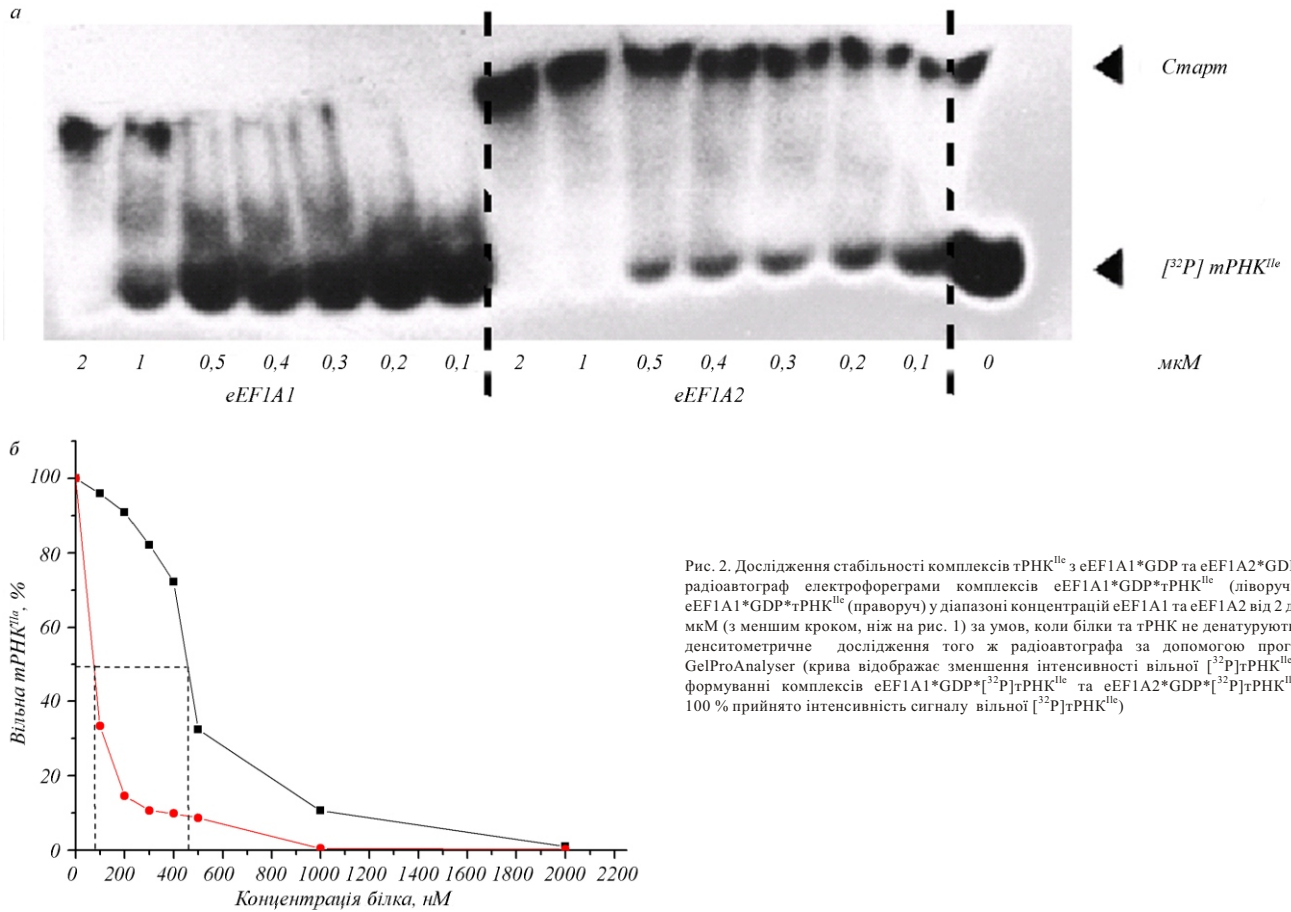 а
Старт
[³²P] тРНКᴵˡᵉ
2 1 0,5 0,4 0,3 0,2 0,1 2 1 0,5 0,4 0,3 0,2 0,1 0 мкМ
eEF1A1 eEF1A2
б
100
80
60
40
20
0
Вільна тРНКᴵˡᵃ, %
0 200 400 600 800 1000 1200 1400 1600 1800 2000 2200
Концентрація білка, нМ
Рис. 2. Дослідження стабільності комплексів тРНКᴵˡᵉ з eEF1A1*GDP та eEF1A2*GDP
радіоавтограф електрофореграми комплексів eEF1A1*GDP*тРНКᴵˡᵉ (ліворуч
eEF1A1*GDP*тРНКᴵˡᵉ (праворуч) у діапазоні концентрацій eEF1A1 та eEF1A2 від 2 д
мкМ (з меншим кроком, ніж на рис. 1) за умов, коли білки та тРНК не денатурують
денситометричне дослідження того ж радіоавтографа за допомогою прог
GelProAnalyser (крива відображає зменшення інтенсивності вільної [³²P]тРНКᴵˡᵉ
формуванні комплексів eEF1A1*GDP*[³²P]тРНКᴵˡᵉ та eEF1A2*GDP*[³²P]тРНКᴵˡ
100 % прийнято інтенсивність сигналу вільної [³²P]тРНКᴵˡᵉ)